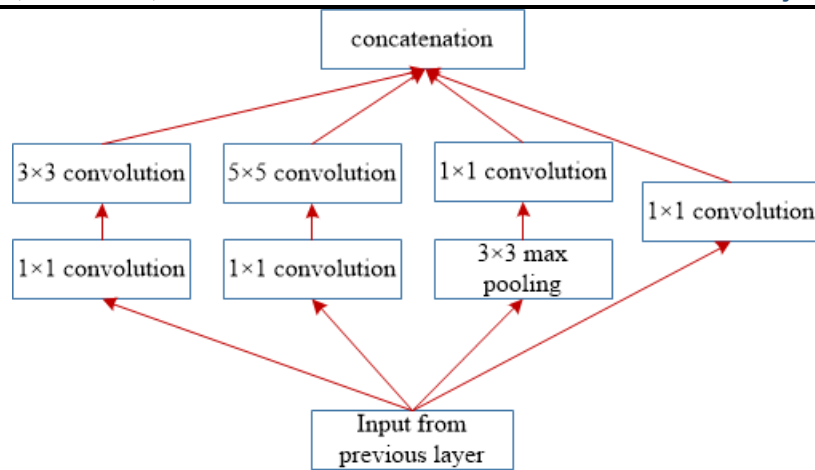 concatenation
3×3 convolution
5×5 convolution
1×1 convolution
1×1 convolution
1×1 convolution
1×1 convolution
3×3 max
pooling
Input from
previous layer